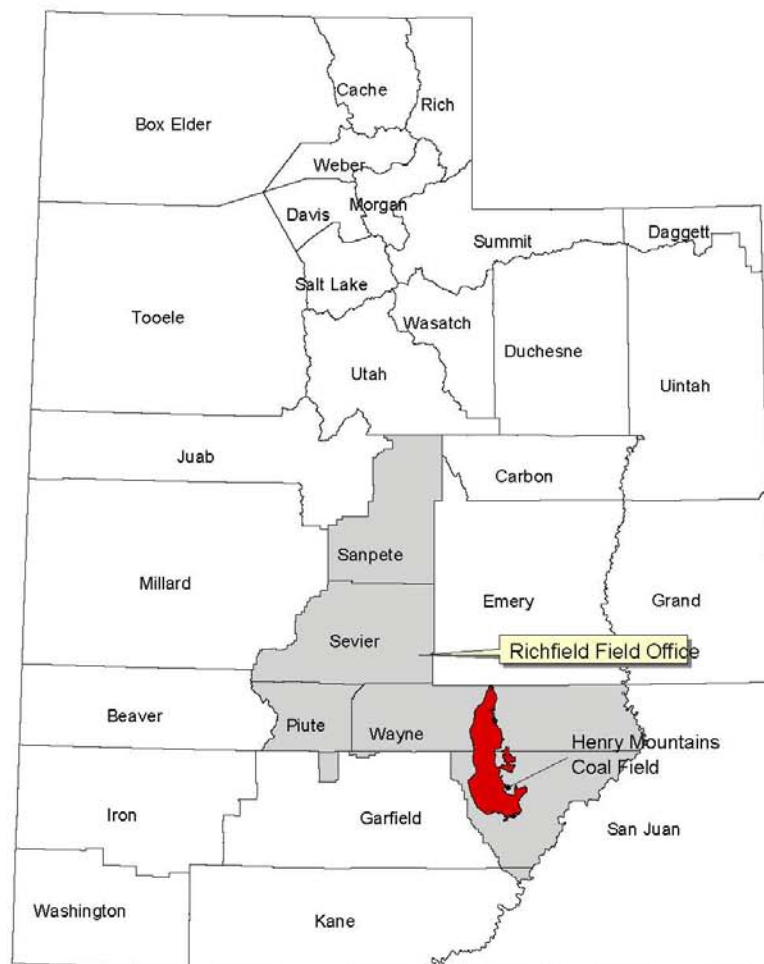 Cache
Rich
Box Elder
Weber
Morgan
Davis
Daggett
Summit
Salt Lake
Tooele
Wasatch
Duchesne
Utah
Uintah
Juab
Carbon
Sanpete
Millard
Emery
Grand
Sevier
Richfield Field Office
Beaver
Piute
Wayne
Henry Mountains
Coal Field
Iron
Garfield
San Juan
Washington
Kane